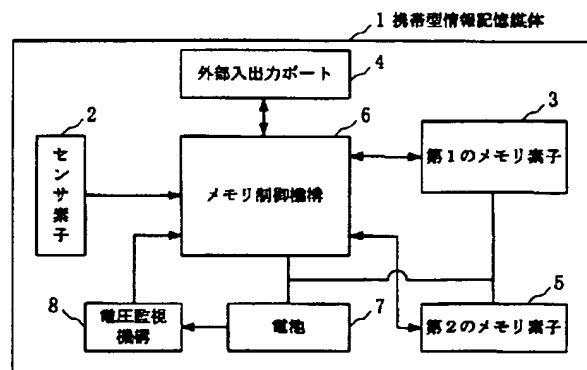 1 携帯型情報記憶媒体
外部入出力ポート
4
2
センサ素子
6
メモリ制御機構
3
第1のメモリ素子
8
電圧監視
機構
電池
7
5
第2のメモリ素子